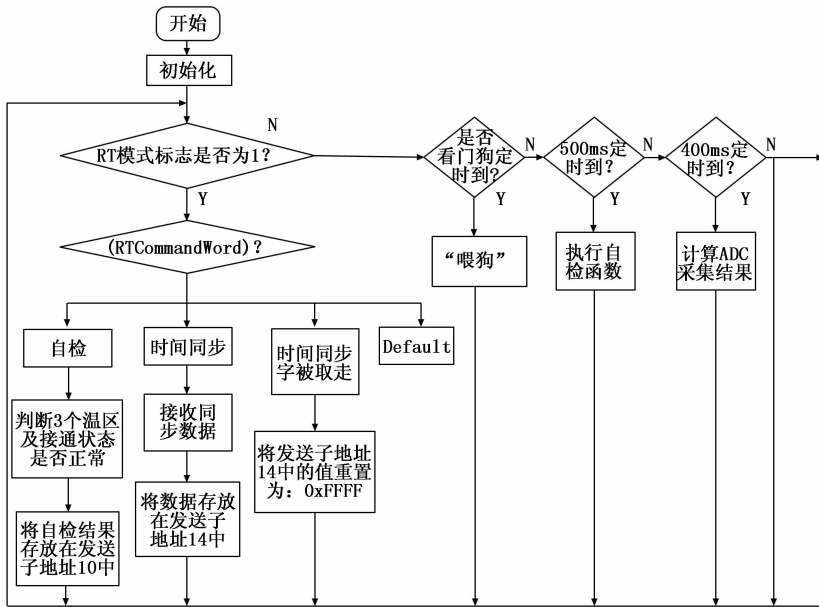 开始
初始化
N
RT模式标志是否为1?
Y
是否
看门狗定
时到?
N
Y
500ms定
时到?
N
Y
400ms定
时到?
N
Y
(RTCommandWord)?
“喂狗”
执行自
检函数
计算ADC
采集结果
自检
时间同步
时间同步
字被取走
Default
判断3个温区
及接通状态
是否正常
接收同
步数据
将发送子地址
14中的值重置
为: 0xFFFF
将自检结果
存放在发送
子地址10中
将数据存放
在发送子
地址14中